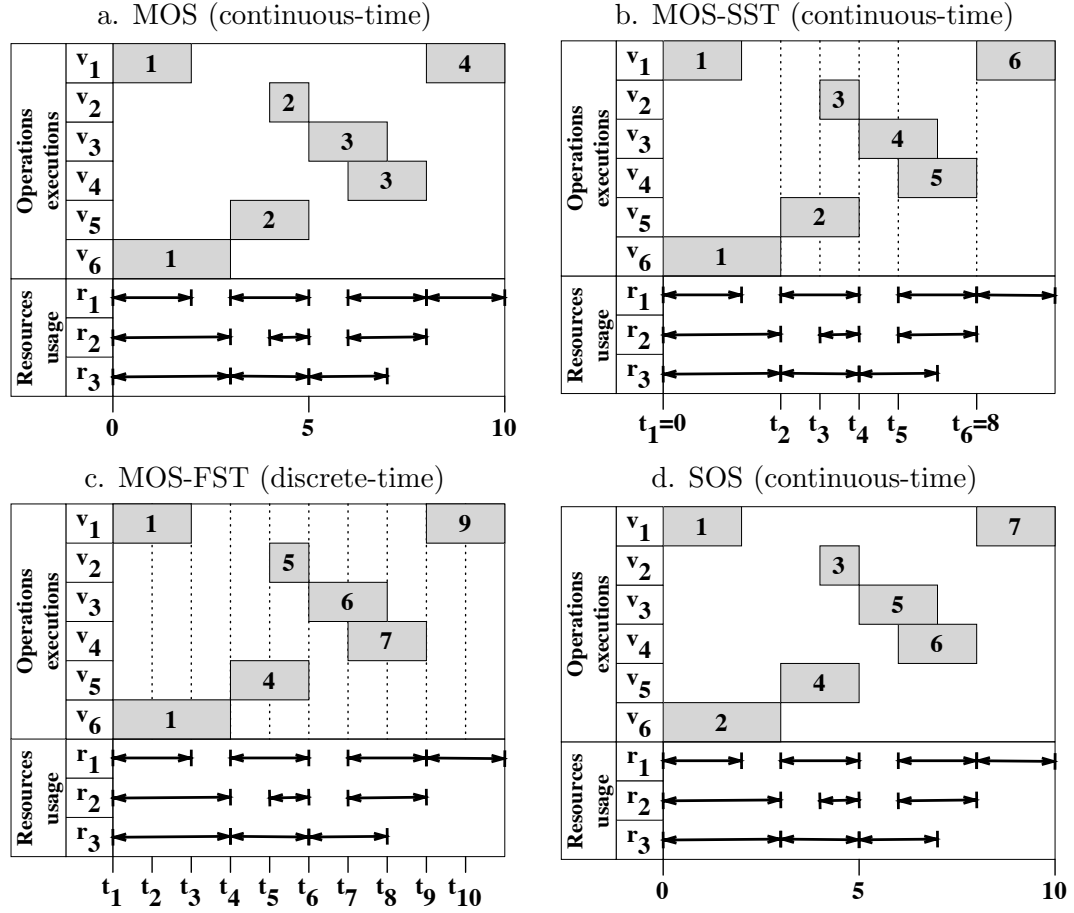 a. MOS (continuous-time)
Operations executions
v1 1 4
v2 2
v3 3
v4 3
v5 2
v6 1
Resources usage
r1
r2
r3
0 5 10
b. MOS-SST (continuous-time)
Operations executions
v1 1 6
v2 3
v3 4
v4 5
v5 2
v6 1
Resources usage
r1
r2
r3
t1=0 t2 t3 t4 t5 t6=8 10
c. MOS-FST (discrete-time)
Operations executions
v1 1 9
v2 5
v3 6
v4 7
v5 4
v6 1
Resources usage
r1
r2
r3
t1 t2 t3 t4 t5 t6 t7 t8 t9 t10
d. SOS (continuous-time)
Operations executions
v1 1 7
v2 3
v3 5
v4 6
v5 4
v6 2
Resources usage
r1
r2
r3
0 5 10